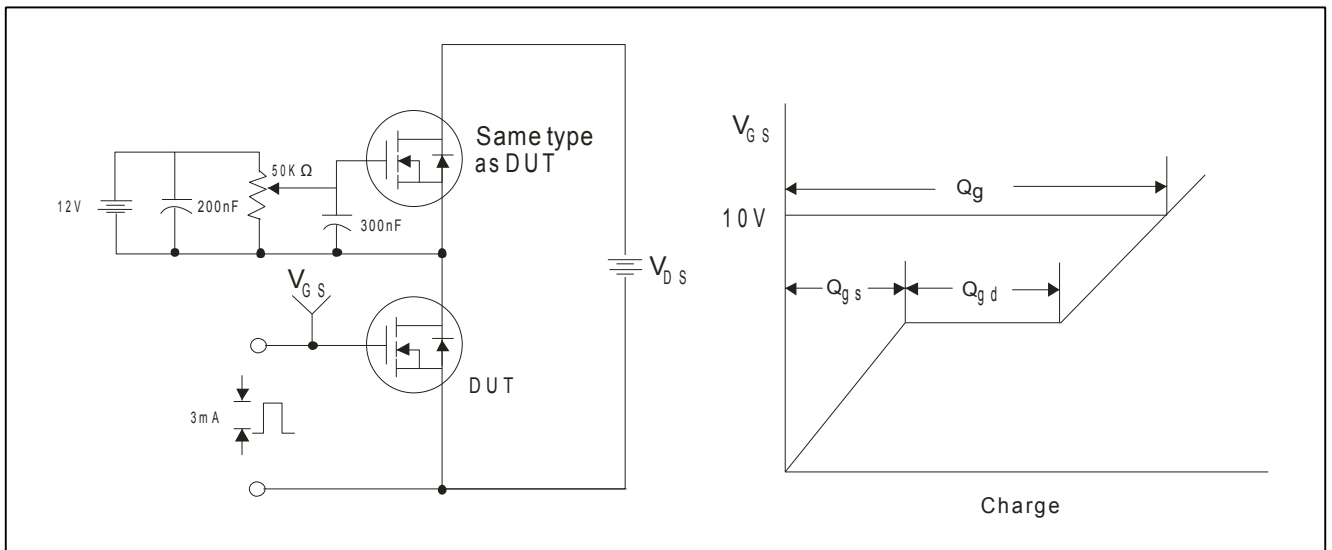 Same type
as DUT
50KΩ
12V
200nF
300nF
VGS
VDS
DUT
3mA
VGS
Qg
10V
Qgs
Qgd
Charge